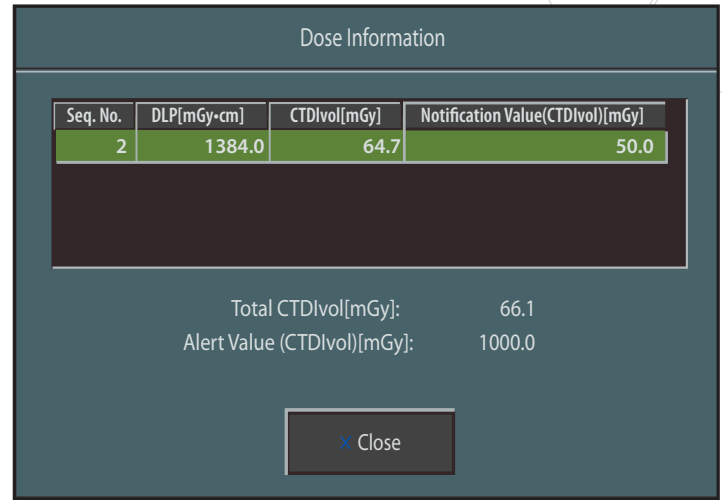 Dose Information
Seq. No. DLP[mGy•cm] CTDIvol[mGy] Notification Value(CTDIvol)[mGy]
2 1384.0 64.7 50.0
Total CTDIvol[mGy]: 66.1
Alert Value (CTDIvol)[mGy]: 1000.0
× Close